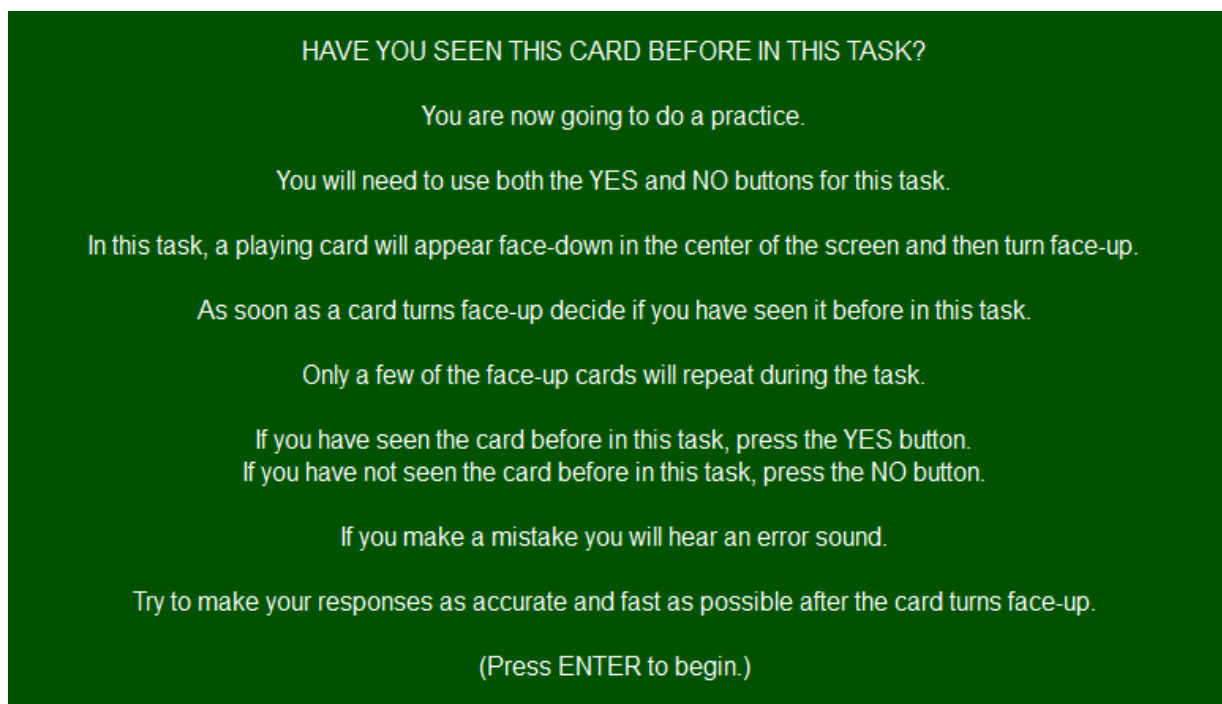 HAVE YOU SEEN THIS CARD BEFORE IN THIS TASK?
You are now going to do a practice.
You will need to use both the YES and NO buttons for this task.
In this task, a playing card will appear face-down in the center of the screen and then turn face-up.
As soon as a card turns face-up decide if you have seen it before in this task.
Only a few of the face-up cards will repeat during the task.
If you have seen the card before in this task, press the YES button.
If you have not seen the card before in this task, press the NO button.
If you make a mistake you will hear an error sound.
Try to make your responses as accurate and fast as possible after the card turns face-up.
(Press ENTER to begin.)